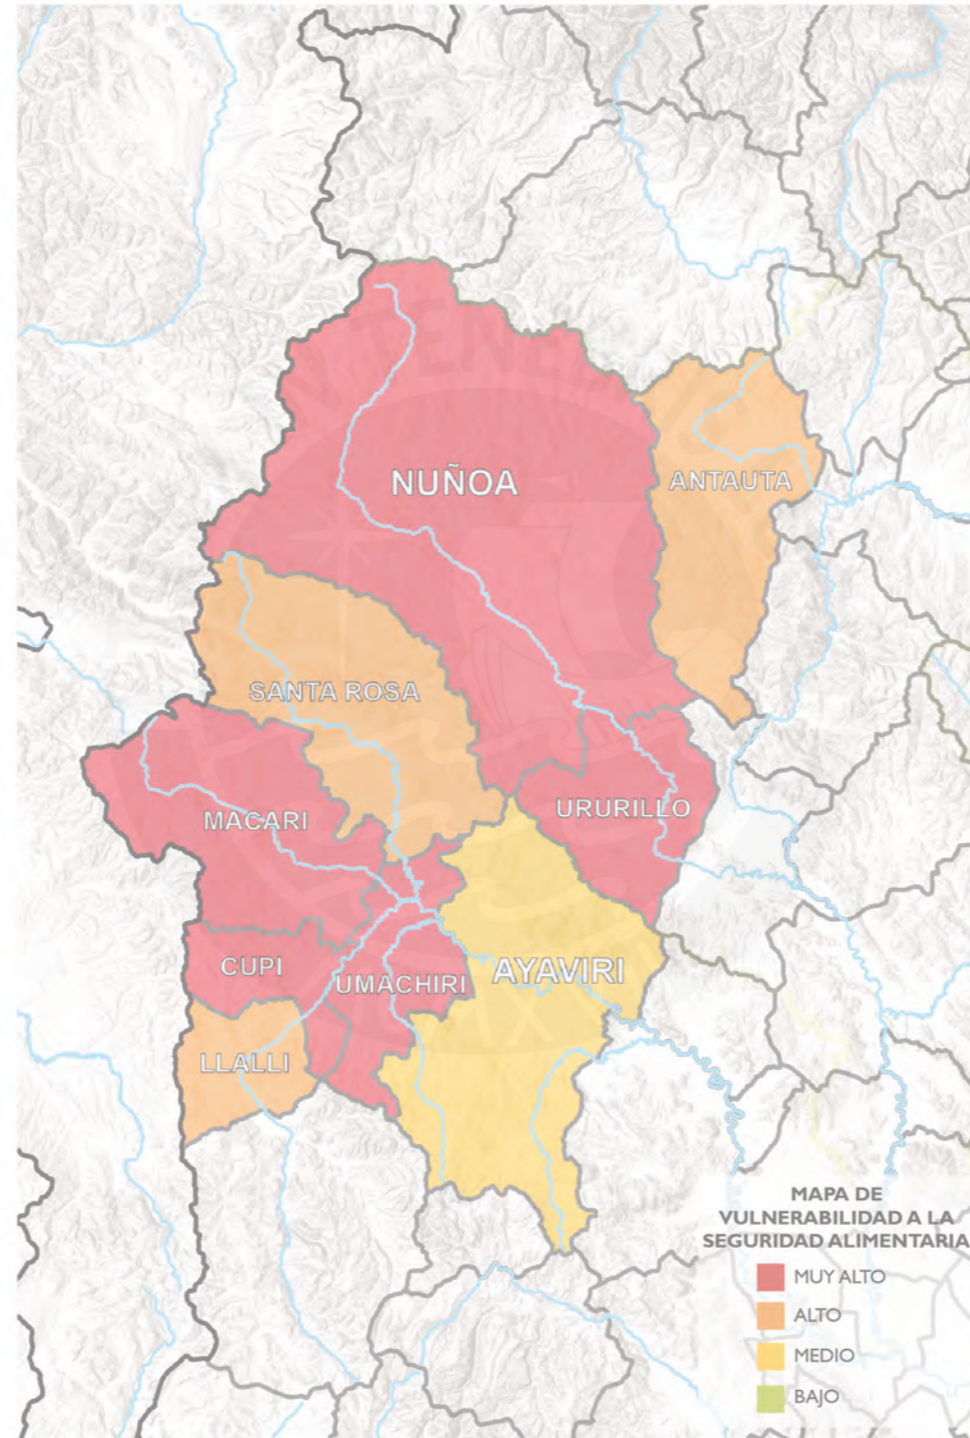 NUÑOA
ANTAUTA
SANTA ROSA
MACARI
URURILLO
CUPI
UMACHIRI
AYAVIRI
LLALLI
MAPA DE
VULNERABILIDAD A LA
SEGURIDAD ALIMENTARIA
MUY ALTO
ALTO
MEDIO
BAJO